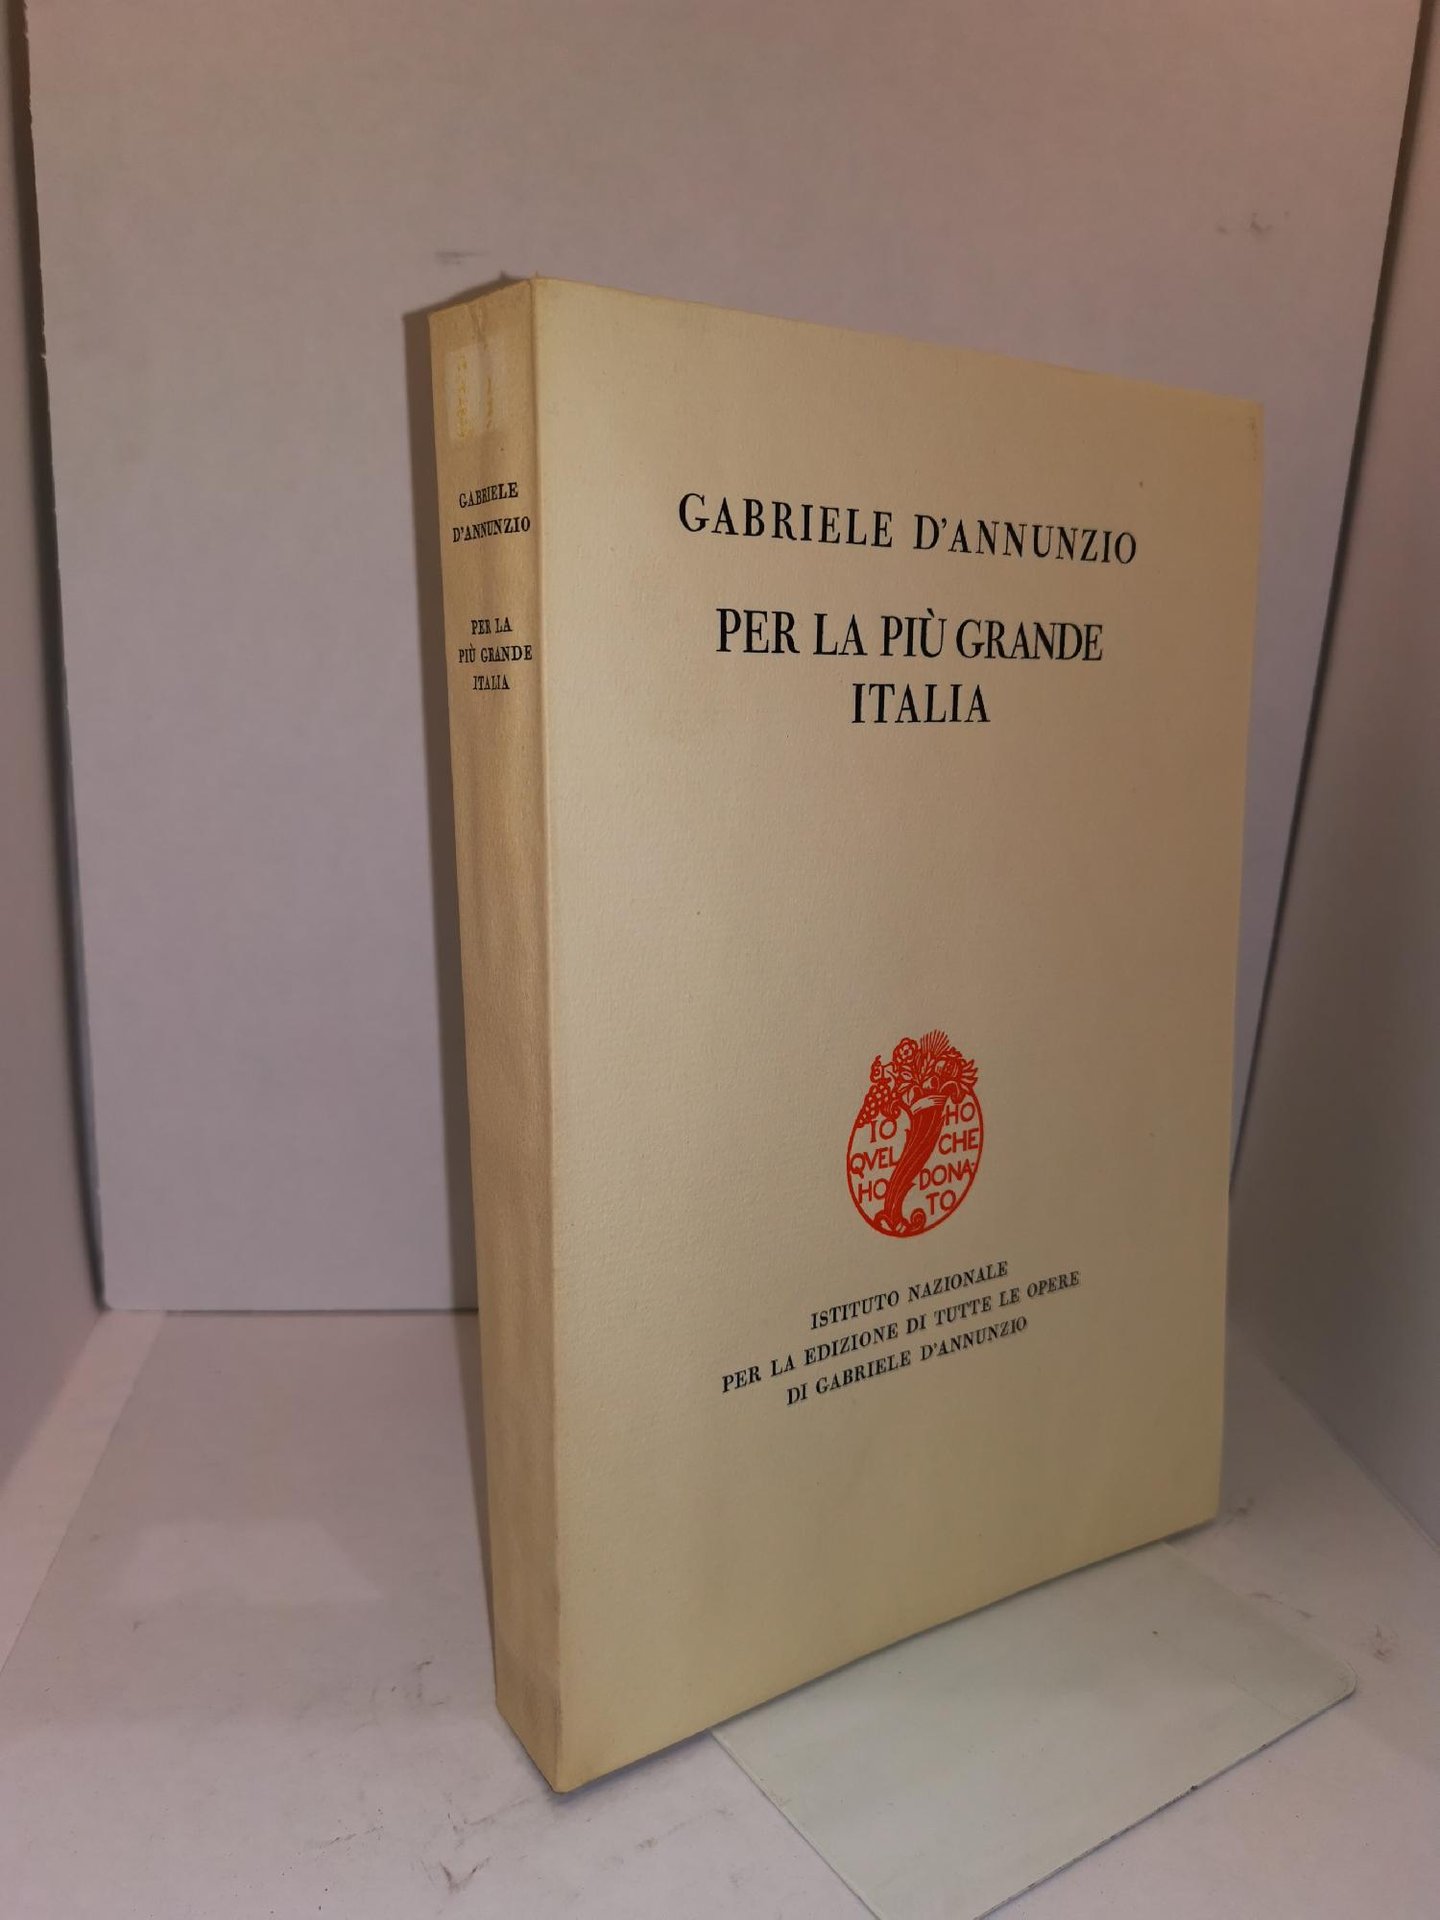 GABRIELE
D'ANNUNZIO
PER LA
PIÙ GRANDE
ITALIA
GABRIELE D'ANNUNZIO
PER LA PIÙ GRANDE
ITALIA
IO HO
QVEL CHE
HO DONA-
TO
ISTITUTO NAZIONALE
PER LA EDIZIONE DI TUTTE LE OPERE
DI GABRIELE D'ANNUNZIO